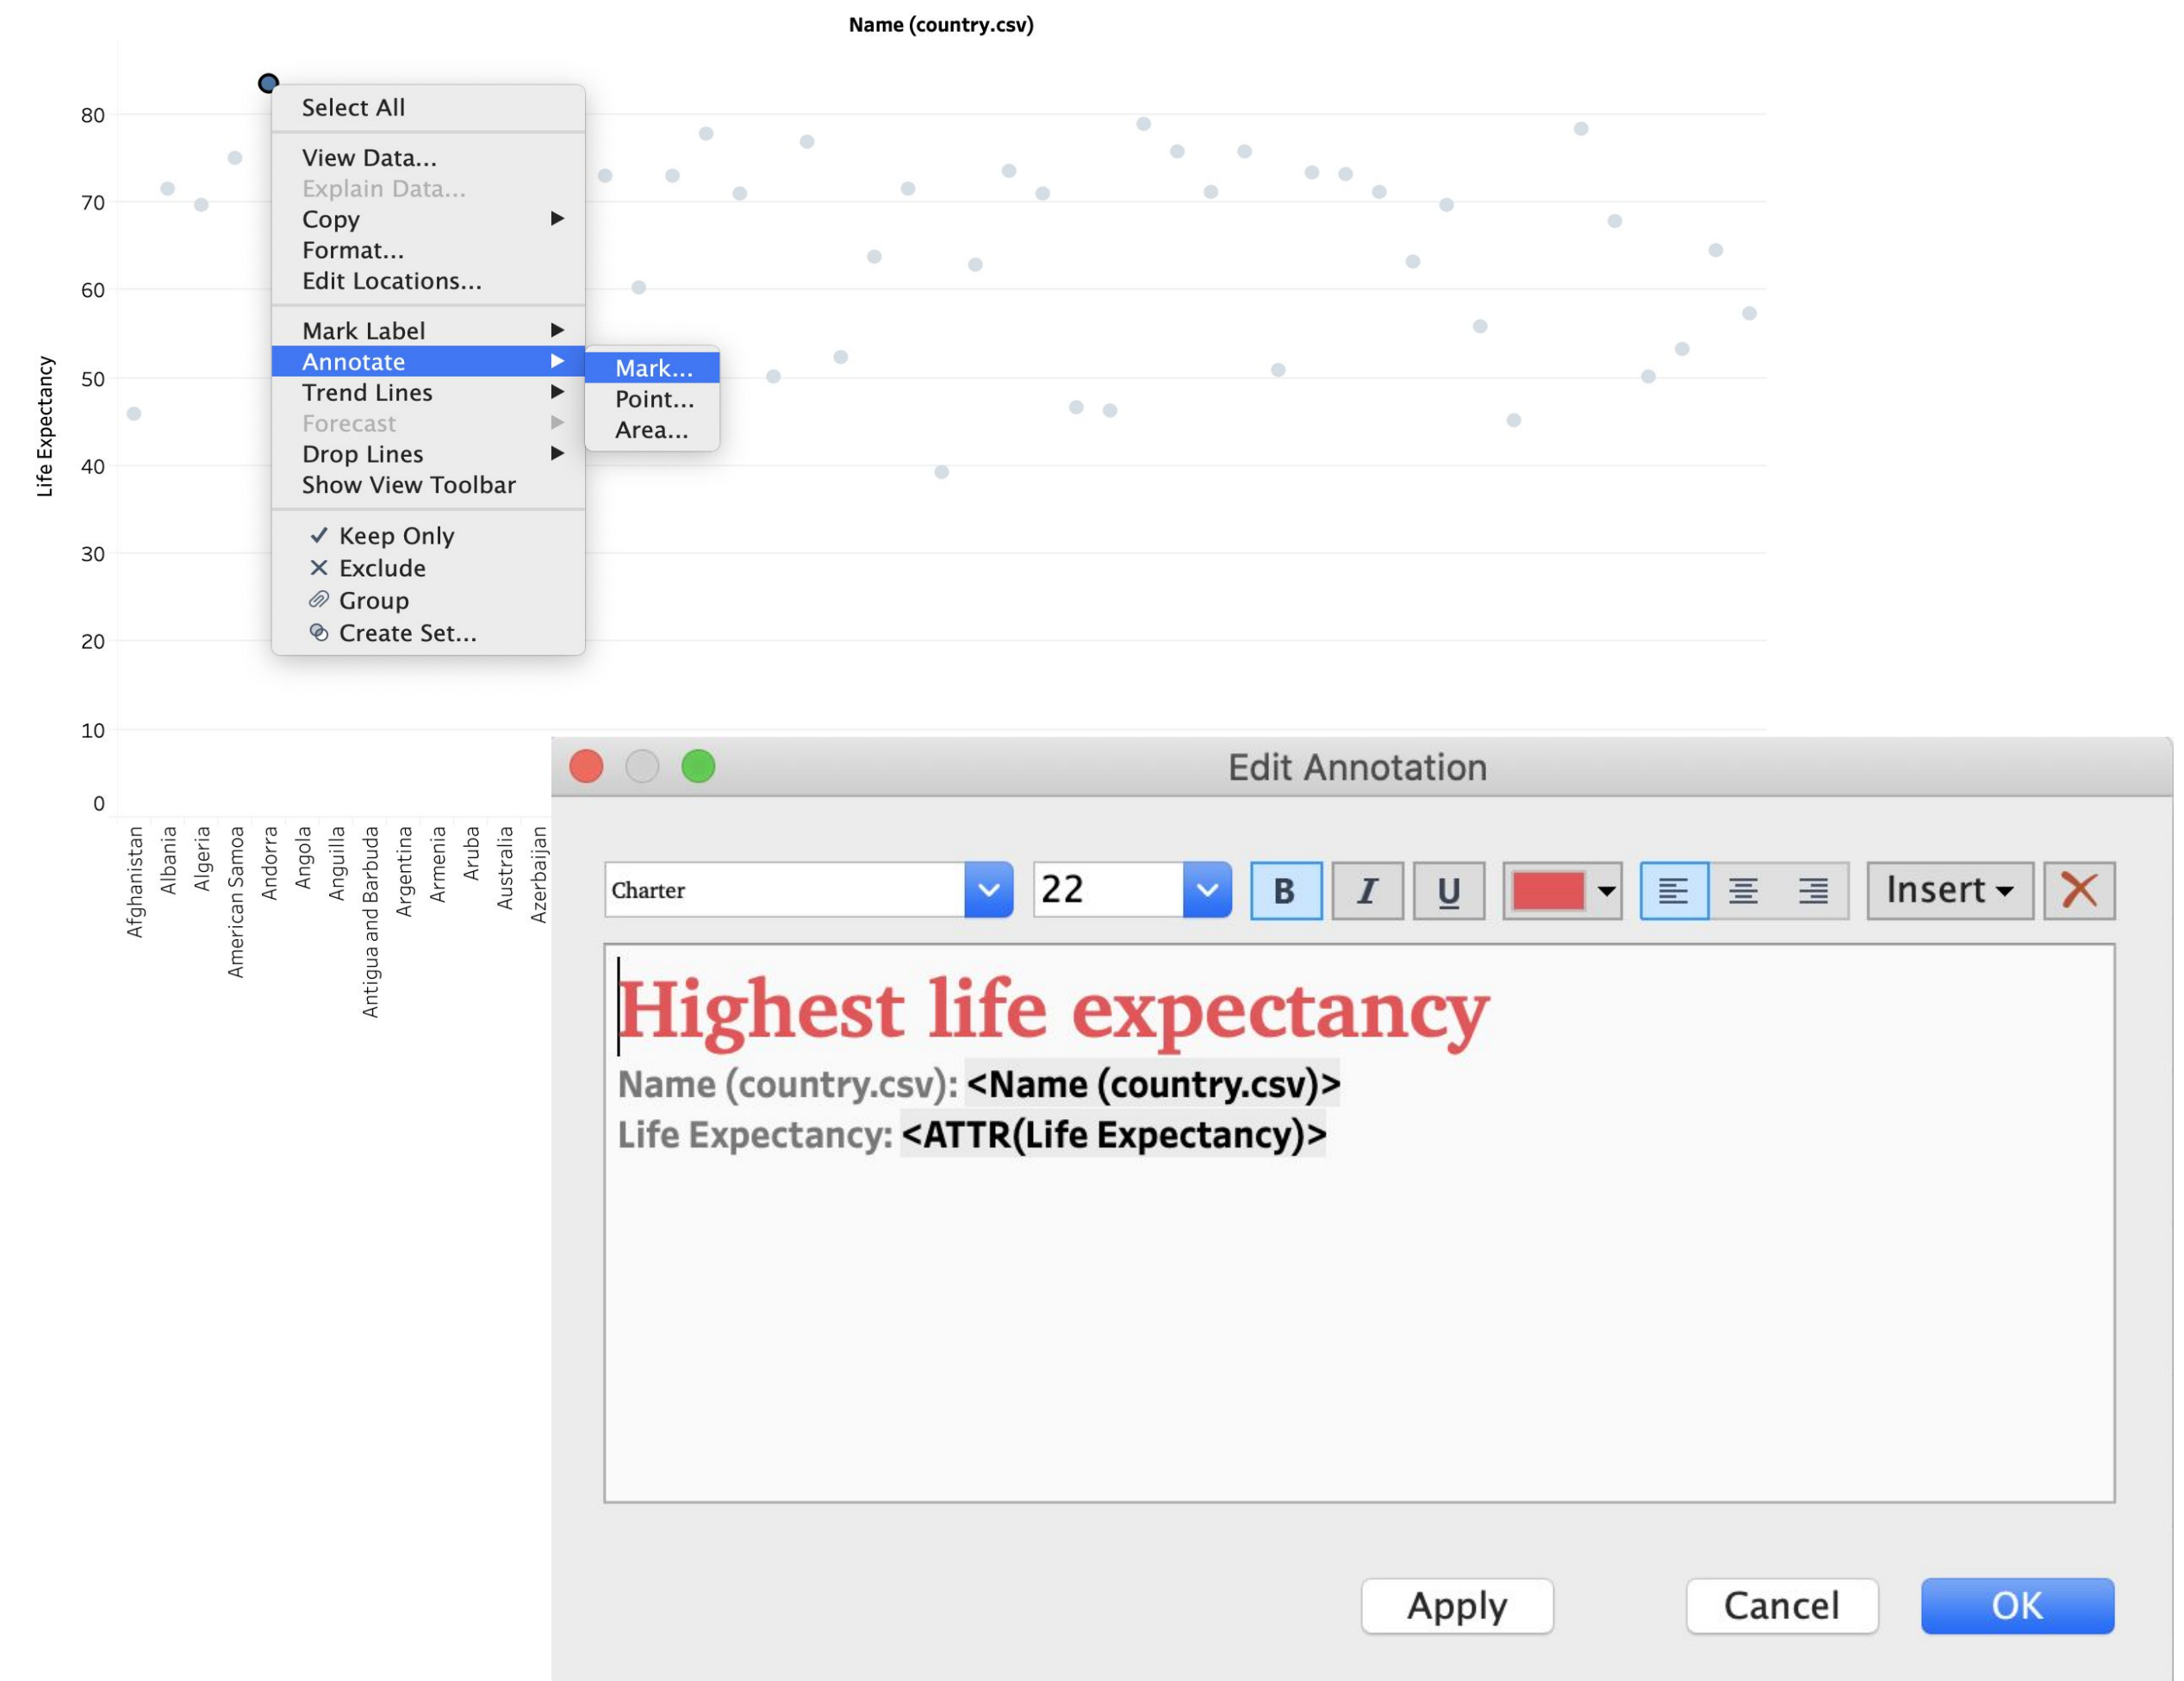 Name (country.csv)
Life Expectancy
80
70
60
50
40
30
20
10
0
Select All
View Data...
Explain Data...
Copy
Format...
Edit Locations...
Mark Label
Annotate
Trend Lines
Forecast
Drop Lines
Show View Toolbar
Keep Only
Exclude
Group
Create Set...
Mark...
Point...
Area...
Afghanistan
Albania
Algeria
American Samoa
Andorra
Angola
Anguilla
Antigua and Barbuda
Argentina
Armenia
Aruba
Australia
Azerbaijan
Edit Annotation
Charter 22 B I U Insert
Highest life expectancy
Name (country.csv): <Name (country.csv)>
Life Expectancy: <ATTR(Life Expectancy)>
Apply Cancel OK